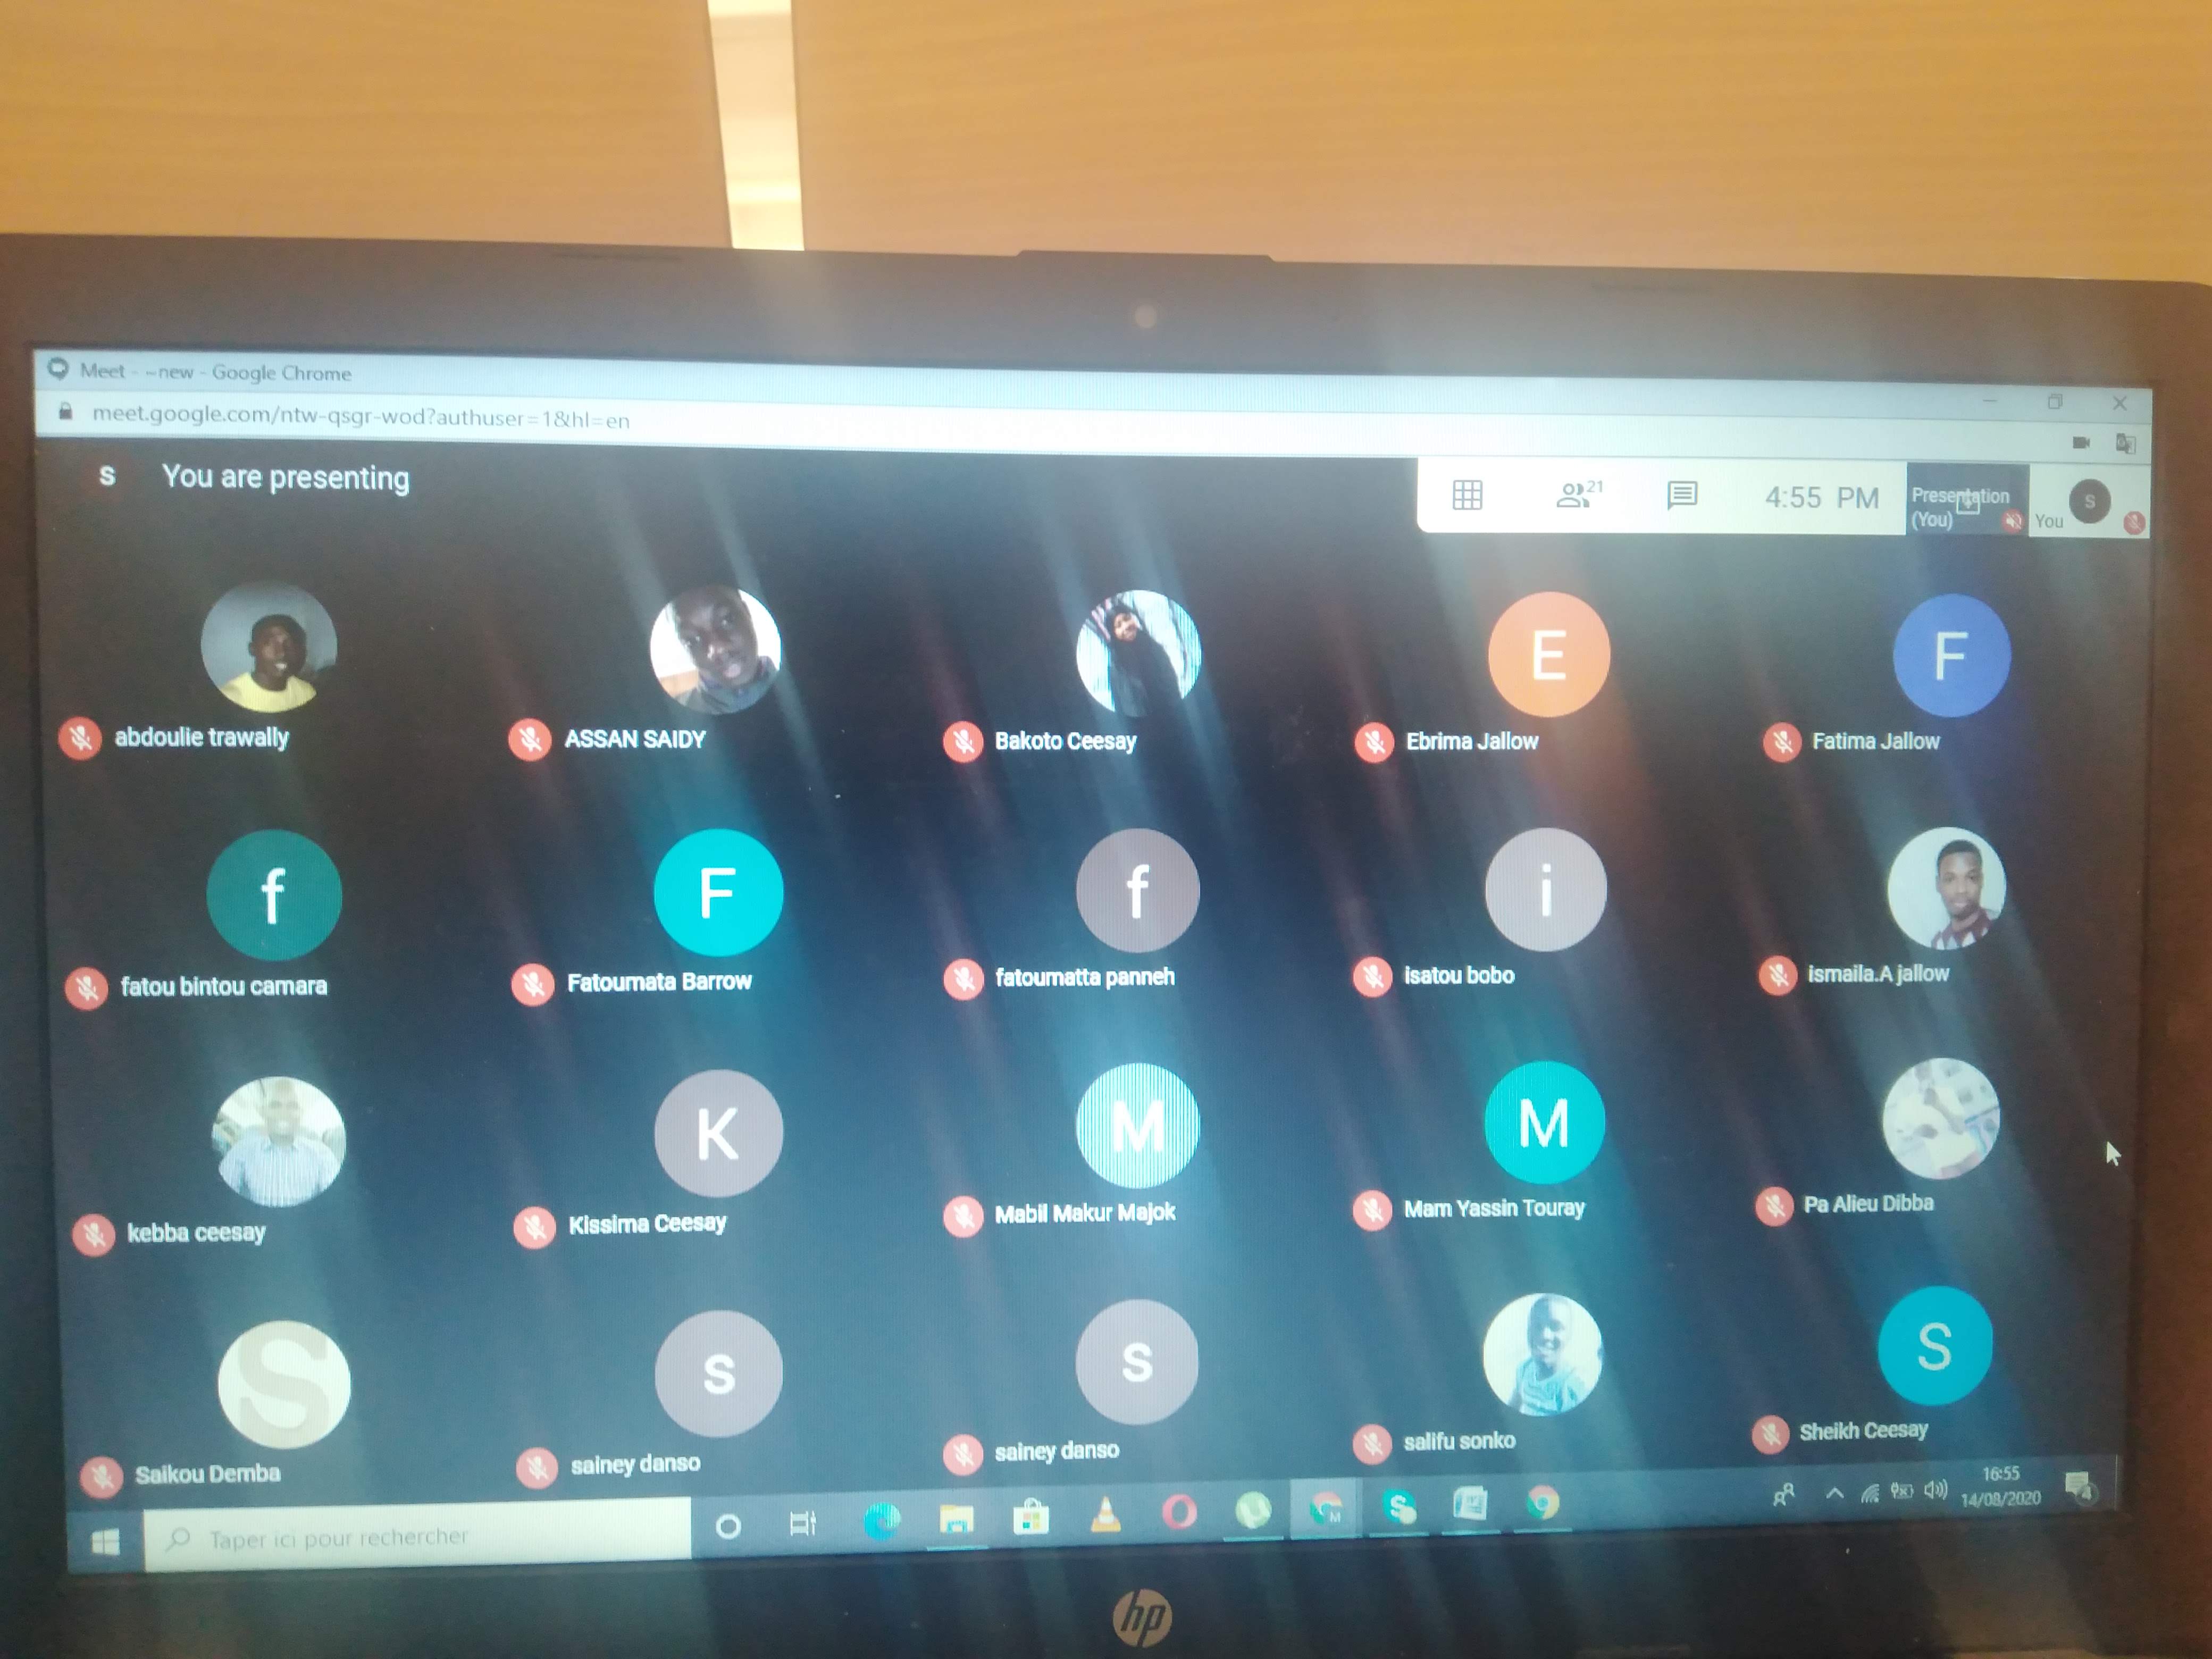 Meet - ~new - Google Chrome
meet.google.com/ntw-qsgr-wod?authuser=1&hl=en
S You are presenting
21 4:55 PM Presentation (You) You S
abdoulie trawally ASSAN SAIDY Bakoto Ceesay E Ebrima Jallow F Fatima Jallow
f F f i
fatou bintou camara Fatoumata Barrow fatoumatta panneh isatou bobo ismaila.A jallow
K M M
kebba ceesay Kissima Ceesay Mabil Makur Majok Mam Yassin Touray Pa Alieu Dibba
S s s S
Saikou Demba sainey danso sainey danso salifu sonko Sheikh Ceesay
Taper ici pour rechercher
16:55
14/08/2020
4
hp